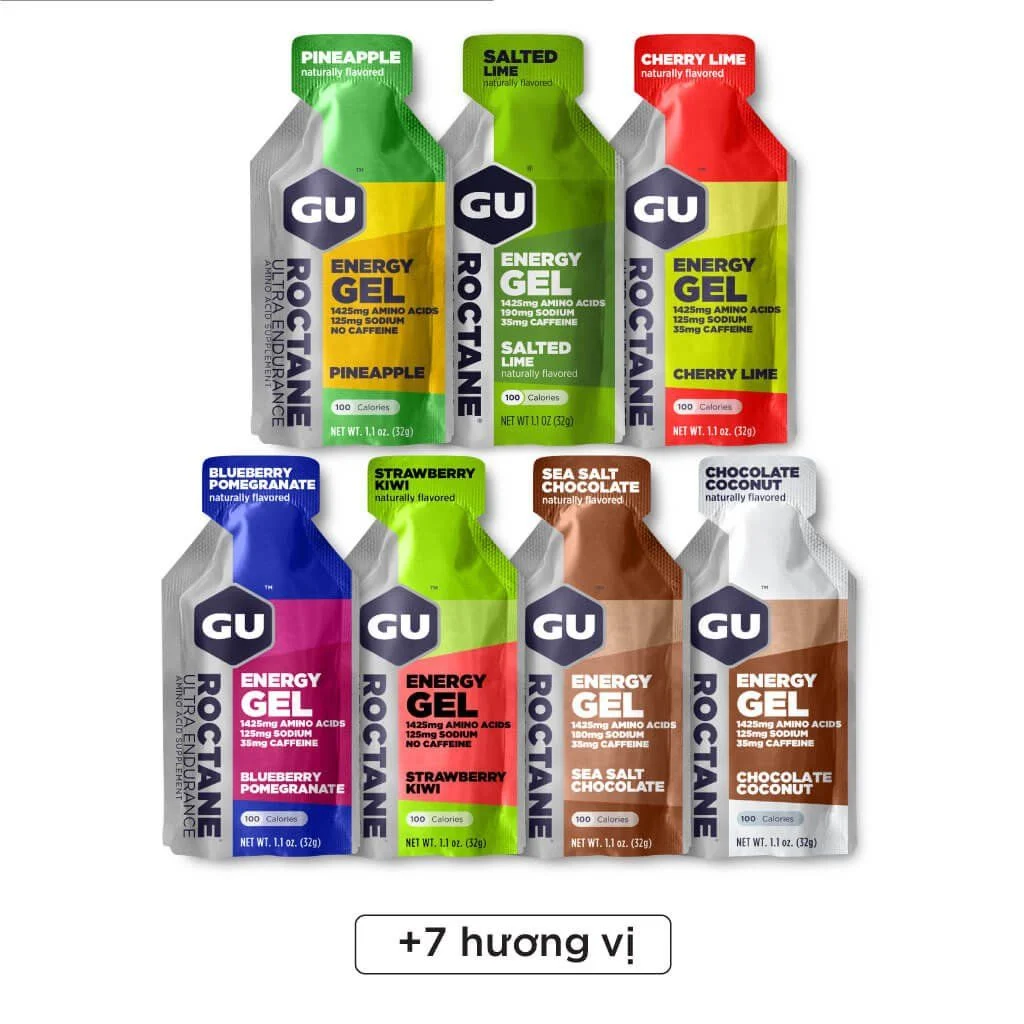 PINEAPPLE
naturally flavored
GU
ROCTANE
ULTRA ENDURANCE
AMINO ACID SUPPLEMENT
ENERGY
GEL
1425mg AMINO ACIDS
125mg SODIUM
NO CAFFEINE
PINEAPPLE
100 Calories
NET WT. 1.1 oz. (32g)
SALTED
LIME
naturally flavored
GU
ROCTANE
ENERGY
GEL
1425mg AMINO ACIDS
190mg SODIUM
35mg CAFFEINE
SALTED
LIME
naturally flavored
100 Calories
NET WT. 1.1 OZ (32g)
CHERRY LIME
naturally flavored
GU
ROCTANE
ENERGY
GEL
1425mg AMINO ACIDS
125mg SODIUM
35mg CAFFEINE
CHERRY LIME
100 Calories
NET WT. 1.1 oz. (32g)
BLUEBERRY
POMEGRANATE
naturally flavored
GU
ROCTANE
ULTRA ENDURANCE
AMINO ACID SUPPLEMENT
ENERGY
GEL
1425mg AMINO ACIDS
125mg SODIUM
35mg CAFFEINE
BLUEBERRY
POMEGRANATE
100 Calories
NET WT. 1.1 oz. (32g)
STRAWBERRY
KIWI
naturally flavored
GU
ROCTANE
ENERGY
GEL
1425mg AMINO ACIDS
125mg SODIUM
NO CAFFEINE
STRAWBERRY
KIWI
100 Calories
NET WT. 1.1 oz. (32g)
SEA SALT
CHOCOLATE
naturally flavored
GU
ROCTANE
ENERGY
GEL
1425mg AMINO ACIDS
180mg SODIUM
35mg CAFFEINE
SEA SALT
CHOCOLATE
100 Calories
NET WT. 1.1 oz. (32g)
CHOCOLATE
COCONUT
naturally flavored
GU
ROCTANE
ENERGY
GEL
1425mg AMINO ACIDS
125mg SODIUM
35mg CAFFEINE
CHOCOLATE
COCONUT
100 Calories
NET WT. 1.1 oz. (32g)
+7 hương vị